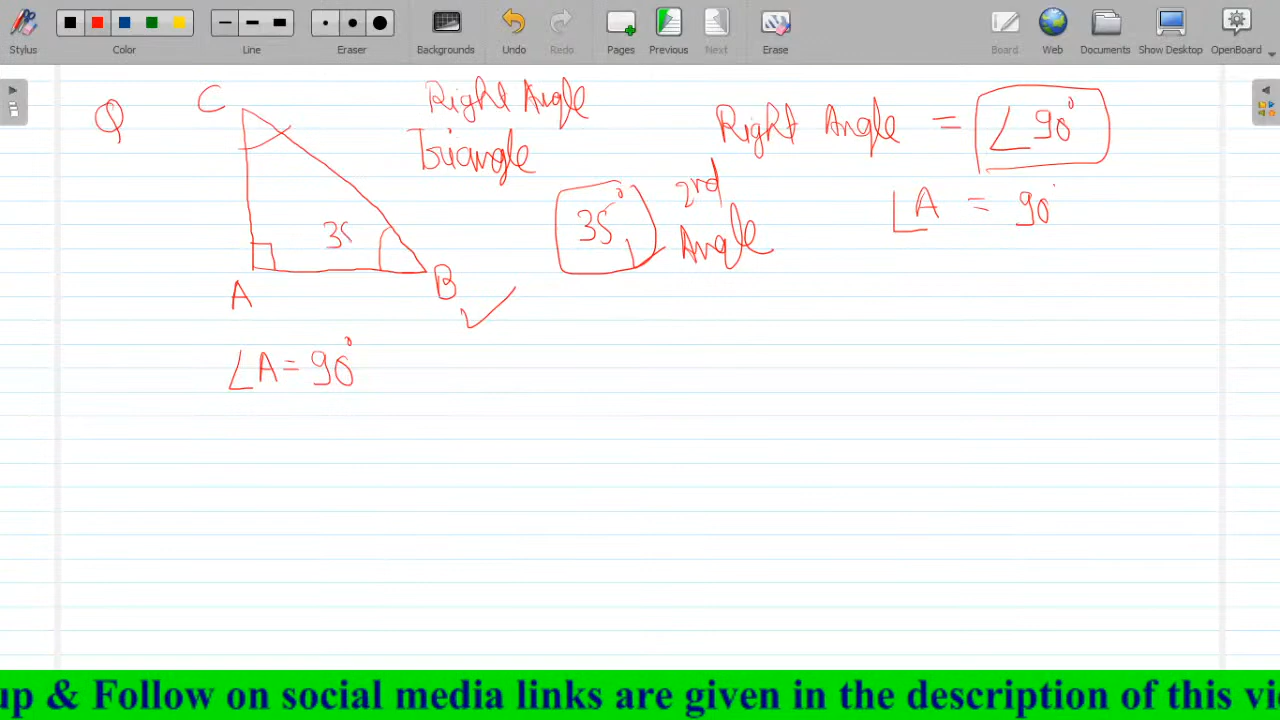 Stylus
Color
Line
Eraser
Backgrounds
Undo
Redo
Pages
Previous
Next
Erase
Board
Web
Documents
Show Desktop
OpenBoard
Q
C
Right Angle
Triangle
Right Angle = ∠90°
35° 2rd
Angle
∠A = 90°
35
A
B
∠A = 90°
up & Follow on social media links are given in the description of this vi